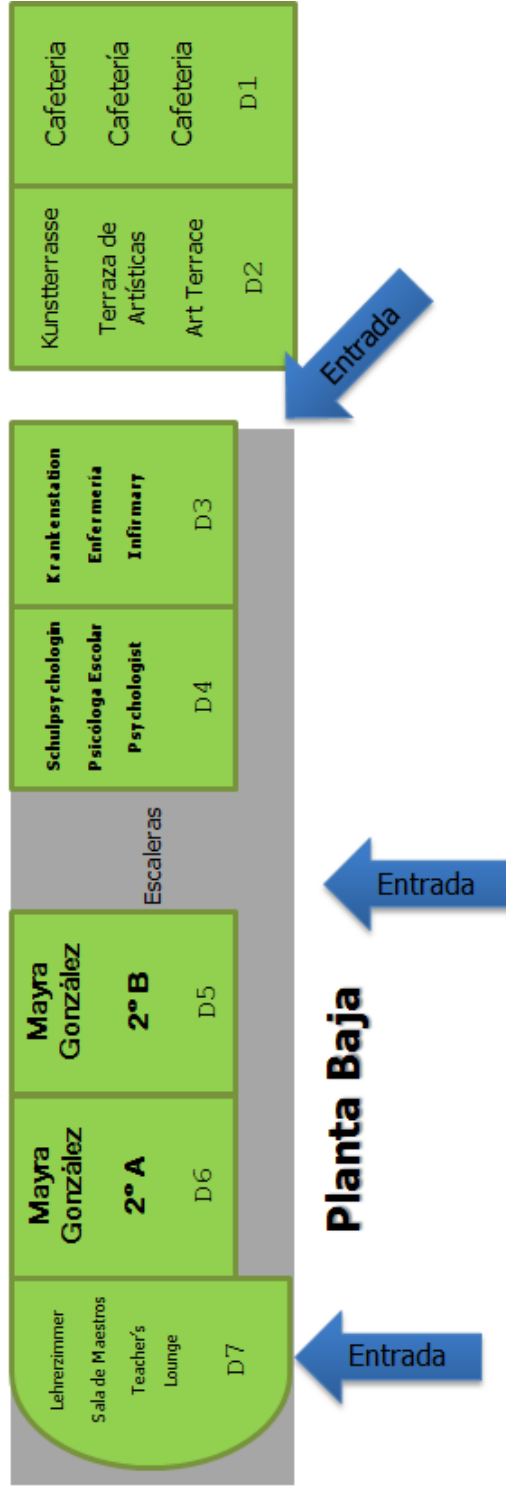 Cafeteria
Cafetería
Cafeteria
D1
Kunstterrasse
Terraza de
Artísticas
Art Terrace
D2
Entrada
Krankenstation
Enfermería
Infirmary
D3
Schulpsychologin
Psicóloga Escolar
Psychologist
D4
Escaleras
Entrada
Mayra
González
2º B
D5
Planta Baja
Mayra
González
2º A
D6
Lehrerzimmer
Sala de Maestros
Teacher´s
Lounge
D7
Entrada